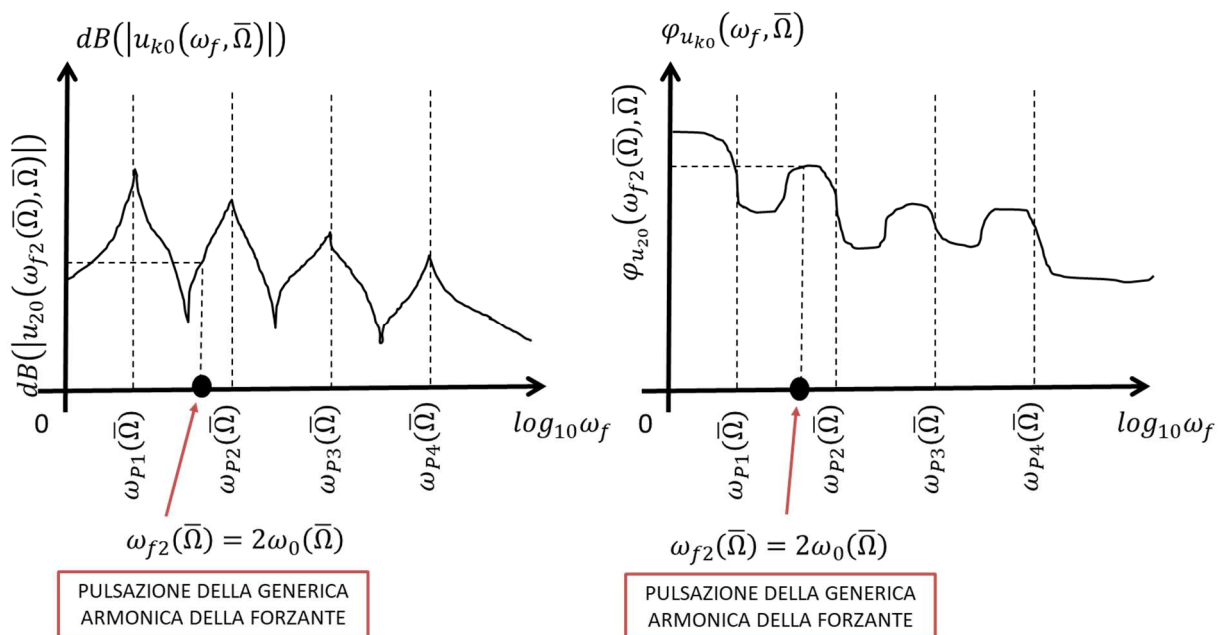 dB(|u_{k0}(ω_f, Ω̅)|)
dB(|u_{20}(ω_{f2}(Ω̅), Ω̅)|
0
ω_{P1}(Ω̅)
ω_{P2}(Ω̅)
ω_{P3}(Ω̅)
ω_{P4}(Ω̅)
log_{10}ω_f
ω_{f2}(Ω̅) = 2ω_0(Ω̅)
PULSAZIONE DELLA GENERICA
ARMONICA DELLA FORZANTE
φ_{u_{k0}}(ω_f, Ω̅)
φ_{u_{20}}(ω_{f2}(Ω̅), Ω̅)
0
ω_{P1}(Ω̅)
ω_{P2}(Ω̅)
ω_{P3}(Ω̅)
ω_{P4}(Ω̅)
log_{10}ω_f
ω_{f2}(Ω̅) = 2ω_0(Ω̅)
PULSAZIONE DELLA GENERICA
ARMONICA DELLA FORZANTE